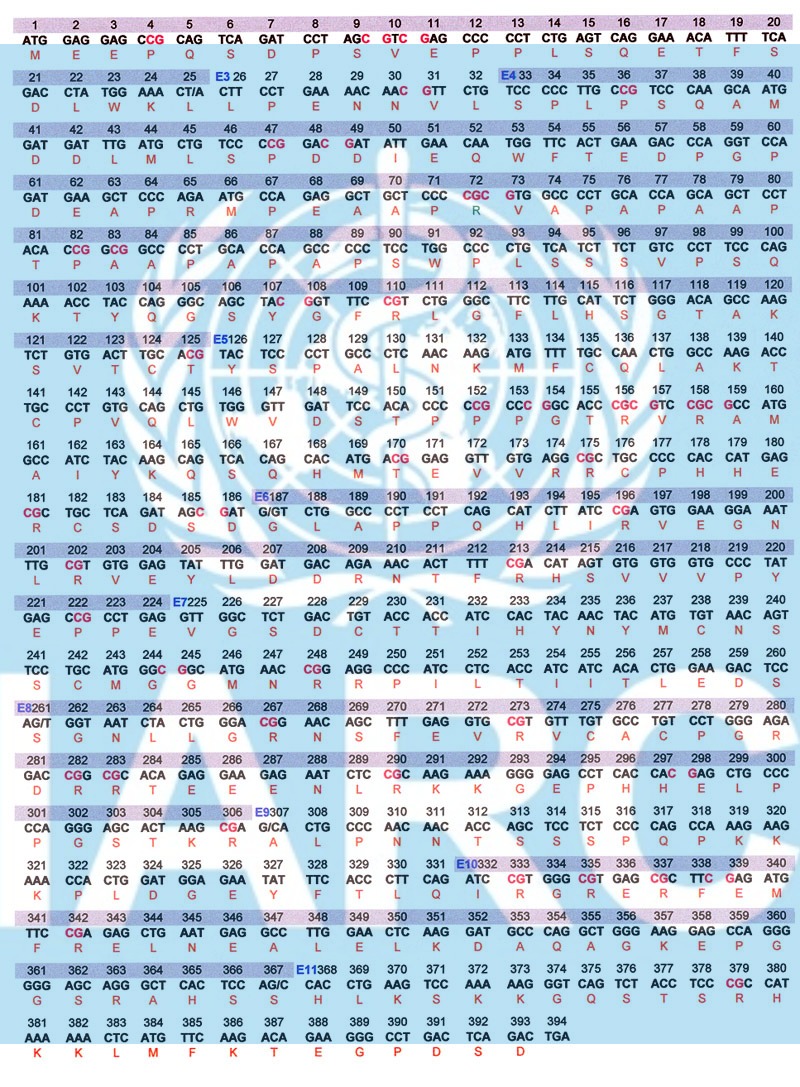 1 2 3 4 5 6 7 8 9 10 11 12 13 14 15 16 17 18 19 20
ATG GAG GAG CCG CAG TCA GAT CCT AGC GTC GAG CCC CCT CTG AGT CAG GAA ACA TTT TCA
M E E P Q S D P S V E P P L S Q E T F S
21 22 23 24 25 E3 26 27 28 29 30 31 32 E4 33 34 35 36 37 38 39 40
GAC CTA TGG AAA CT/A CTT CCT GAA AAC AAC GTT CTG TCC CCC TTG CCG TCC CAA GCA ATG
D L W K L L P E N N V L S P L P S Q A M
41 42 43 44 45 46 47 48 49 50 51 52 53 54 55 56 57 58 59 60
GAT GAT TTG ATG CTG TCC CCG GAC GAT ATT GAA CAA TGG TTC ACT GAA GAC CCA GGT CCA
D D L M L S P D D I E Q W F T E D P G P
61 62 63 64 65 66 67 68 69 70 71 72 73 74 75 76 77 78 79 80
GAT GAA GCT CCC AGA ATG CCA GAG GCT GCT CCC CGC GTG GCC CCT GCA CCA GCA GCT CCT
D E A P R M P E A A P R V A P A P A A P
81 82 83 84 85 86 87 88 89 90 91 92 93 94 95 96 97 98 99 100
ACA CCG GCG GCC CCT GCA CCA GCC CCC TCC TGG CCC CTG TCA TCT TCT GTC CCT TCC CAG
T P A A P A P A P S W P L S S S V P S Q
101 102 103 104 105 106 107 108 109 110 111 112 113 114 115 116 117 118 119 120
AAA ACC TAC CAG GGC AGC TAC GGT TTC CGT CTG GGC TTC TTG CAT TCT GGG ACA GCC AAG
K T Y Q G S Y G F R L G F L H S G T A K
121 122 123 124 125 E5126 127 128 129 130 131 132 133 134 135 136 137 138 139 140
TCT GTG ACT TGC ACG TAC TCC CCT GCC CTC AAC AAG ATG TTT TGC CAA CTG GCC AAG ACC
S V T C T Y S P A L N K M F C Q L A K T
141 142 143 144 145 146 147 148 149 150 151 152 153 154 155 156 157 158 159 160
TGC CCT GTG CAG CTG TGG GTT GAT TCC ACA CCC CCG CCC GGC ACC CGC GTC CGC GCC ATG
C P V Q L W V D S T P P P G T R V R A M
161 162 163 164 165 166 167 168 169 170 171 172 173 174 175 176 177 178 179 180
GCC ATC TAC AAG CAG TCA CAG CAC ATG ACG GAG GTT GTG AGG CGC TGC CCC CAC CAT GAG
A I Y K Q S Q H M T E V V R R C P H H E
181 182 183 184 185 186 E6187 188 189 190 191 192 193 194 195 196 197 198 199 200
CGC TGC TCA GAT AGC GAT G/GT CTG GCC CCT CCT CAG CAT CTT ATC CGA GTG GAA GGA AAT
R C S D S D G L A P P Q H L I R V E G N
201 202 203 204 205 206 207 208 209 210 211 212 213 214 215 216 217 218 219 220
TTG CGT GTG GAG TAT TTG GAT GAC AGA AAC ACT TTT CGA CAT AGT GTG GTG GTG CCC TAT
L R V E Y L D D R N T F R H S V V V P Y
221 222 223 224 E7225 226 227 228 229 230 231 232 233 234 235 236 237 238 239 240
GAG CCG CCT GAG GTT GGC TCT GAC TGT ACC ACC ATC CAC TAC AAC TAC ATG TGT AAC AGT
E P P E V G S D C T T I H Y N Y M C N S
241 242 243 244 245 246 247 248 249 250 251 252 253 254 255 256 257 258 259 260
TCC TGC ATG GGC GGC ATG AAC CGG AGG CCC ATC CTC ACC ATC ATC ACA CTG GAA GAC TCC
S C M G G M N R R P I L T I I T L E D S
E8261 262 263 264 265 266 267 268 269 270 271 272 273 274 275 276 277 278 279 280
AG/T GGT AAT CTA CTG GGA CGG AAC AGC TTT GAG GTG CGT GTT TGT GCC TGT CCT GGG AGA
S G N L L G R N S F E V R V C A C P G R
281 282 283 284 285 286 287 288 289 290 291 292 293 294 295 296 297 298 299 300
GAC CGG CGC ACA GAG GAA GAG AAT CTC CGC AAG AAA GGG GAG CCT CAC CAC GAG CTG CCC
D R R T E E E N L R K K G E P H H E L P
301 302 303 304 305 306 E9307 308 309 310 311 312 313 314 315 316 317 318 319 320
CCA GGG AGC ACT AAG CGA G/CA CTG CCC AAC AAC ACC AGC TCC TCT CCC CAG CCA AAG AAG
P G S T K R A L P N N T S S S P Q P K K
321 322 323 324 325 326 327 328 329 330 331 E10332 333 334 335 336 337 338 339 340
AAA CCA CTG GAT GGA GAA TAT TTC ACC CTT CAG ATC CGT GGG CGT GAG CGC TTC GAG ATG
K P L D G E Y F T L Q I R G R E R F E M
341 342 343 344 345 346 347 348 349 350 351 352 353 354 355 356 357 358 359 360
TTC CGA GAG CTG AAT GAG GCC TTG GAA CTC AAG GAT GCC CAG GCT GGG AAG GAG CCA GGG
F R E L N E A L E L K D A Q A G K E P G
361 362 363 364 365 366 367 E11368 369 370 371 372 373 374 375 376 377 378 379 380
GGG AGC AGG GCT CAC TCC AG/C CAC CTG AAG TCC AAA AAG GGT CAG TCT ACC TCC CGC CAT
G S R A H S S H L K S K K G Q S T S R H
381 382 383 384 385 386 387 388 389 390 391 392 393 394
AAA AAA CTC ATG TTC AAG ACA GAA GGG CCT GAC TCA GAC TGA
K K L M F K T E G P D S D
IARC